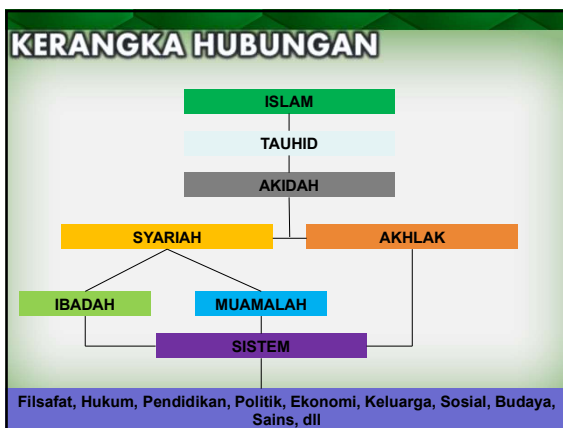 KERANGKA HUBUNGAN
ISLAM
TAUHID
AKIDAH
SYARIAH
AKHLAK
IBADAH
MUAMALAH
SISTEM
Filsafat, Hukum, Pendidikan, Politik, Ekonomi, Keluarga, Sosial, Budaya,
Sains, dll